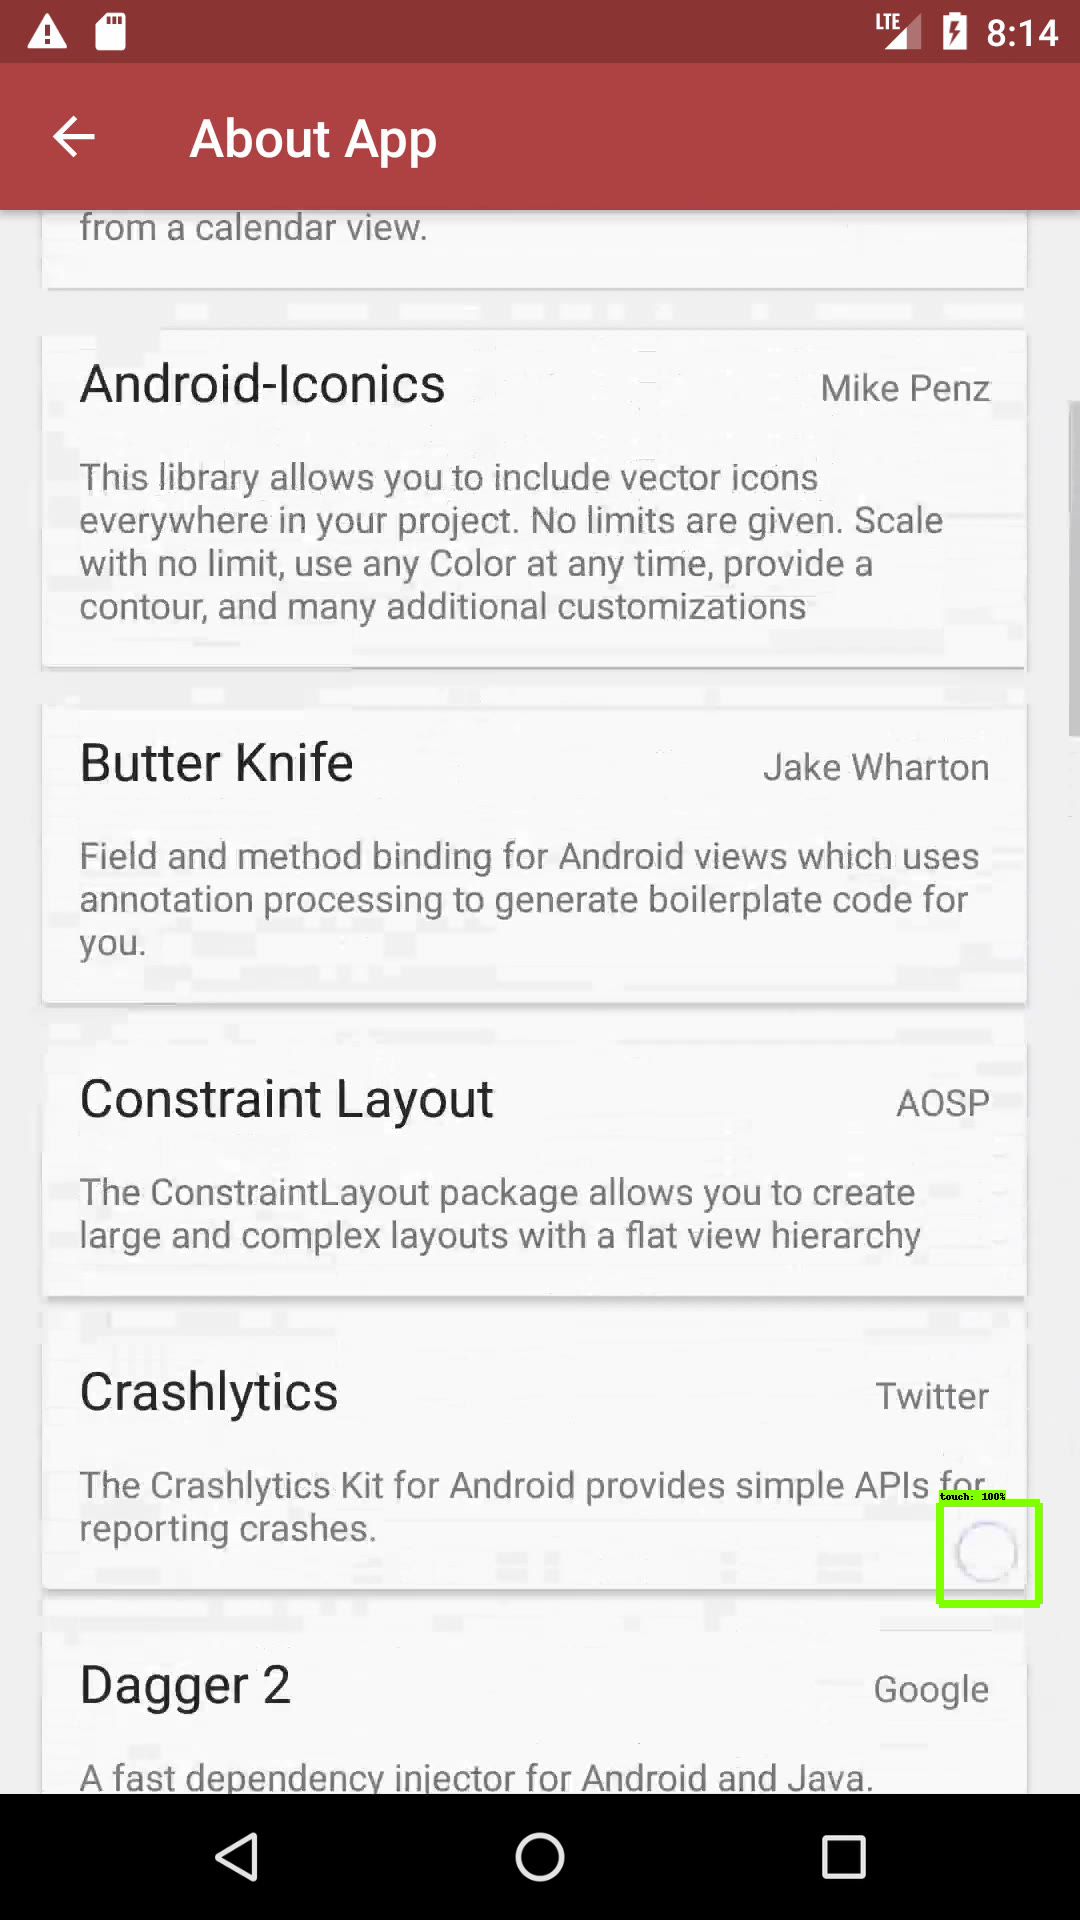 LTE 8:14
About App
from a calendar view.
Android-Iconics Mike Penz
This library allows you to include vector icons
everywhere in your project. No limits are given. Scale
with no limit, use any Color at any time, provide a
contour, and many additional customizations
Butter Knife Jake Wharton
Field and method binding for Android views which uses
annotation processing to generate boilerplate code for
you.
Constraint Layout AOSP
The ConstraintLayout package allows you to create
large and complex layouts with a flat view hierarchy
Crashlytics Twitter
The Crashlytics Kit for Android provides simple APIs for
touch: 100%
reporting crashes.
Dagger 2 Google
A fast dependency injector for Android and Java.